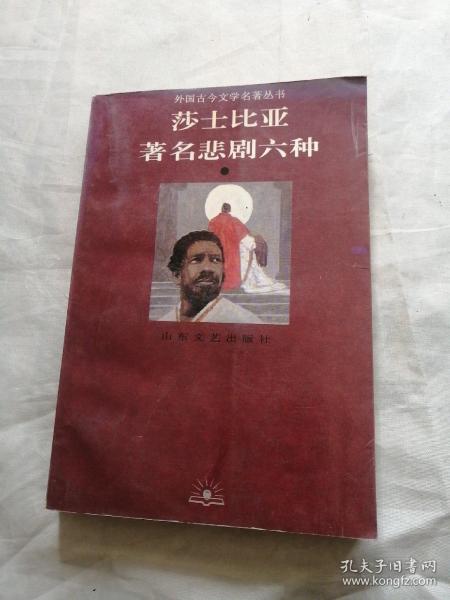 外国古今文学名著丛书
莎士比亚
著名悲剧六种
山东文艺出版社
孔夫子旧书网
www.kongfz.com